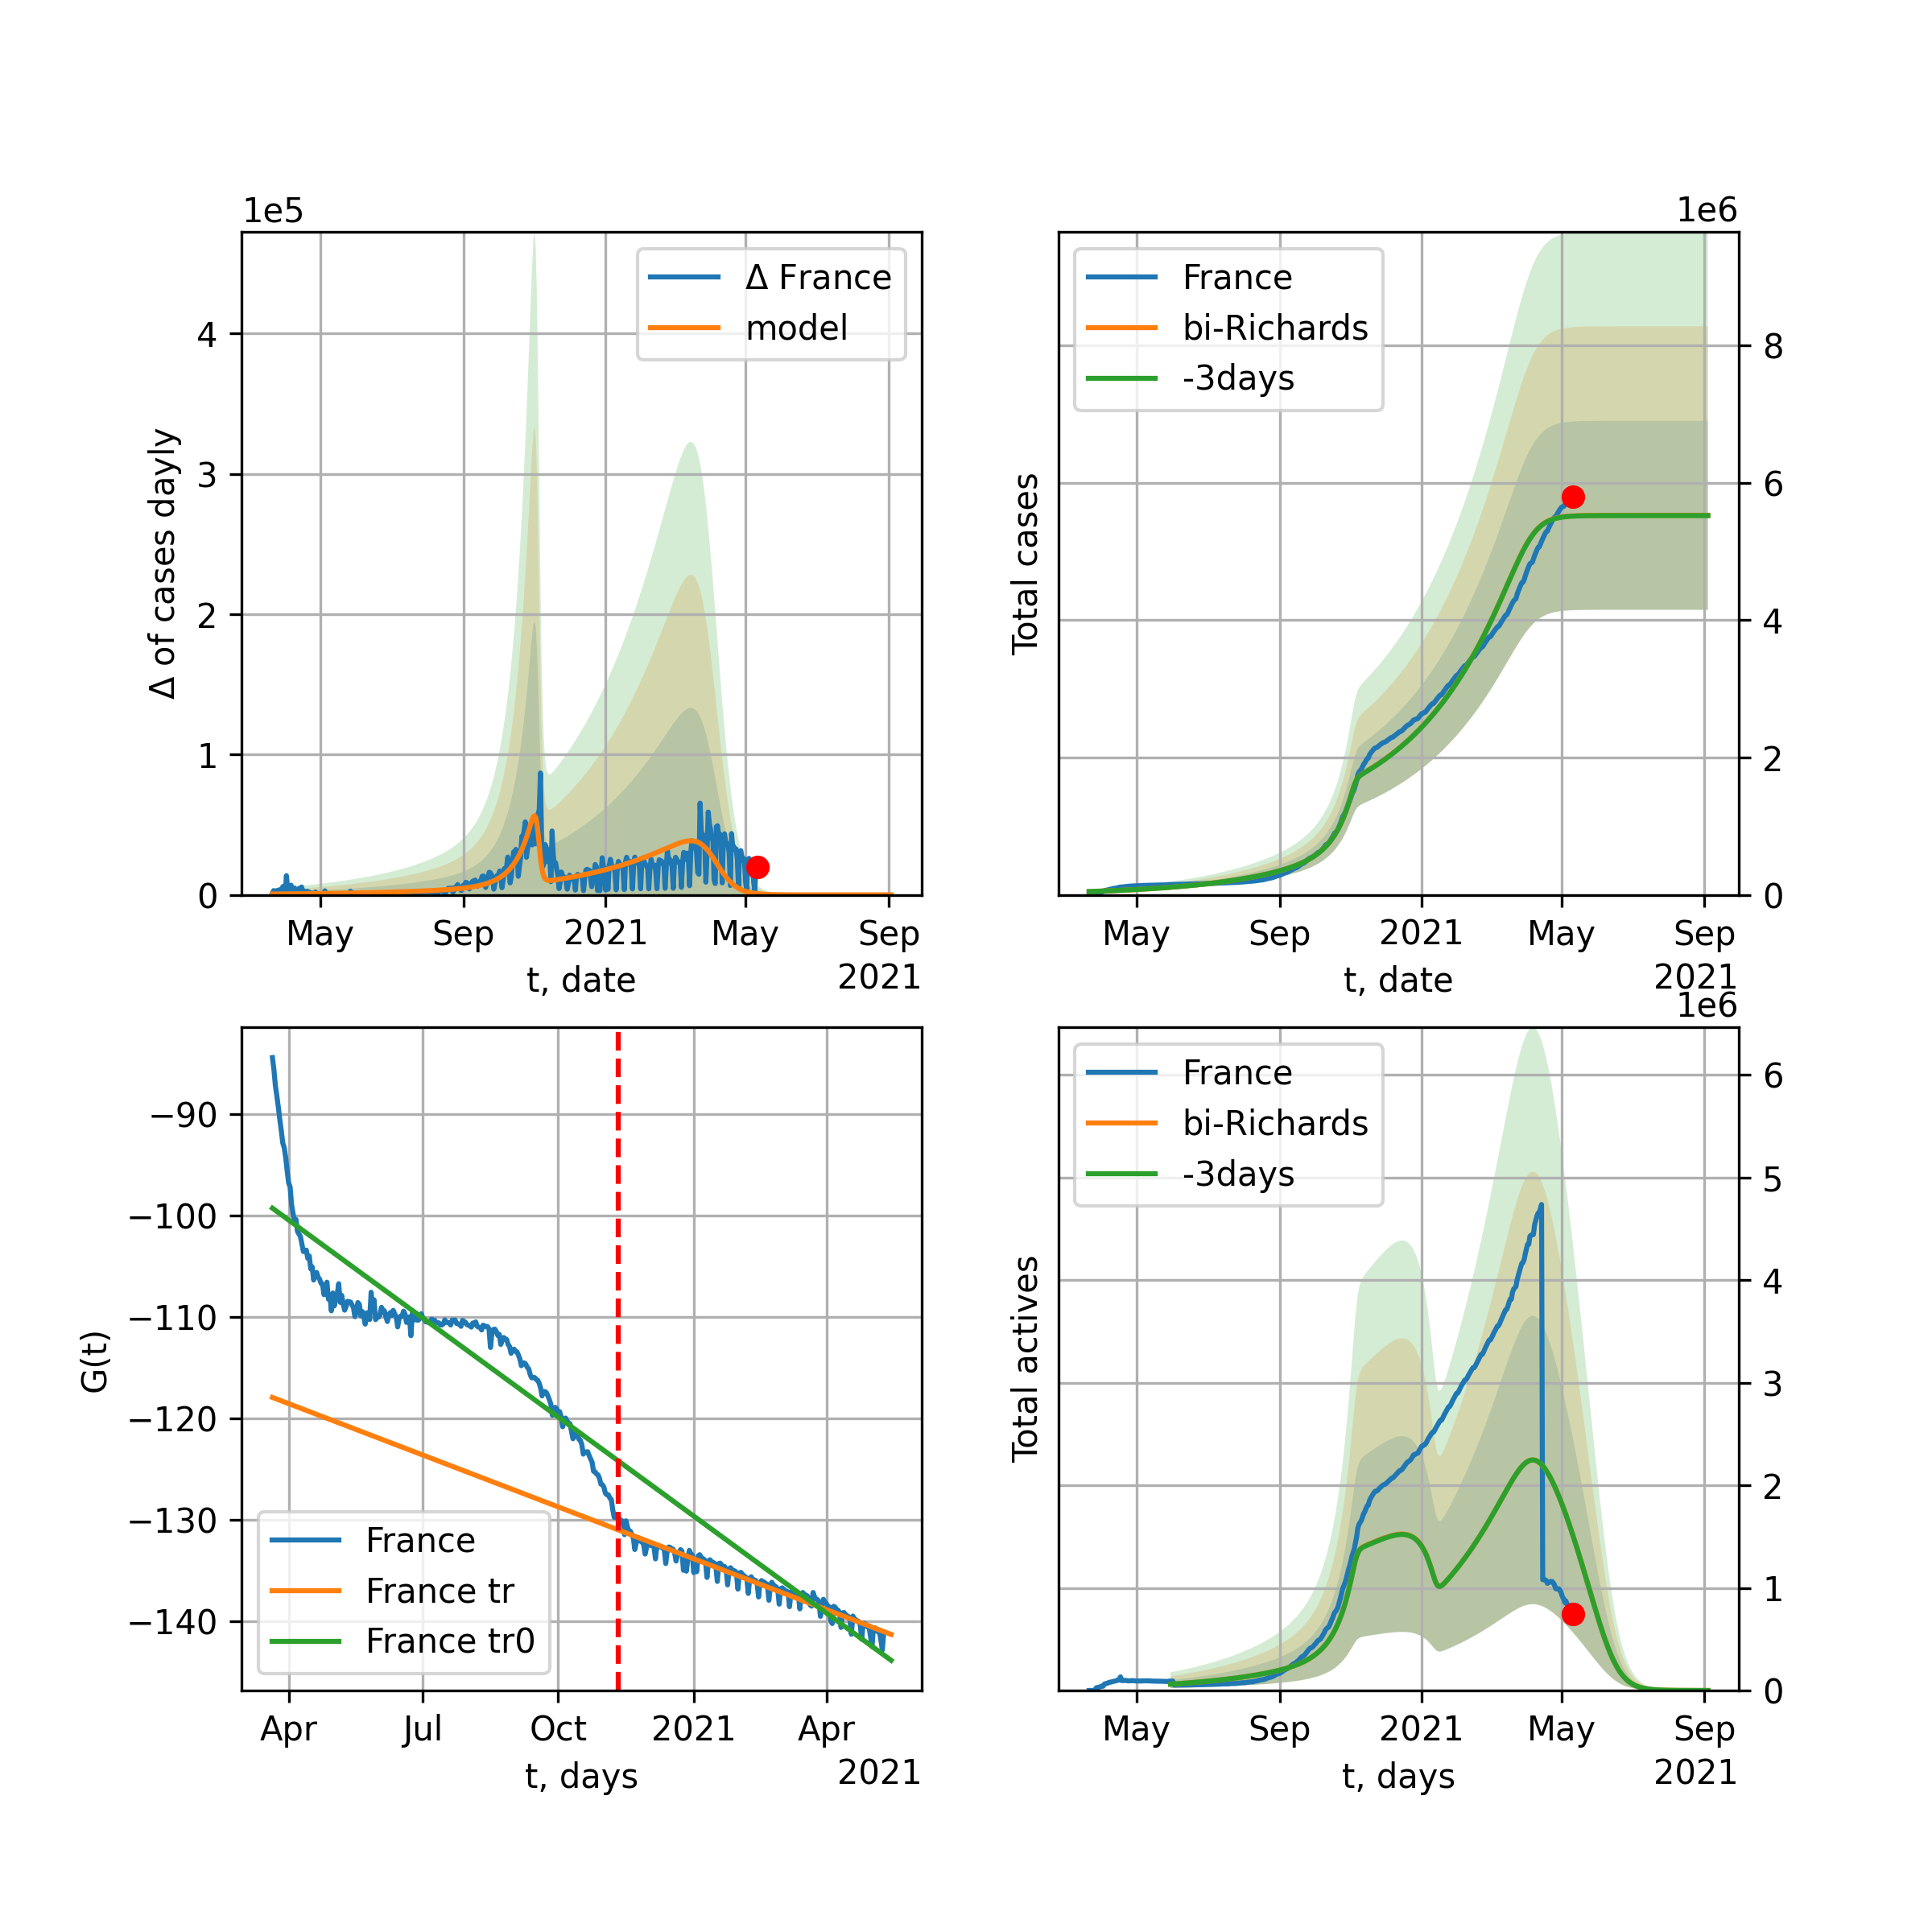 1e5
Δ France
model
4
3
2
1
0
Δ of cases dayly
May
Sep
2021
May
Sep
t, date
2021
1e6
France
bi-Richards
-3days
8
6
4
2
0
Total cases
May
Sep
2021
May
Sep
t, date
2021
−90
−100
−110
−120
−130
−140
G(t)
France
France tr
France tr0
Apr
Jul
Oct
2021
Apr
t, days
2021
1e6
France
bi-Richards
-3days
6
5
4
3
2
1
0
Total actives
May
Sep
2021
May
Sep
t, days
2021